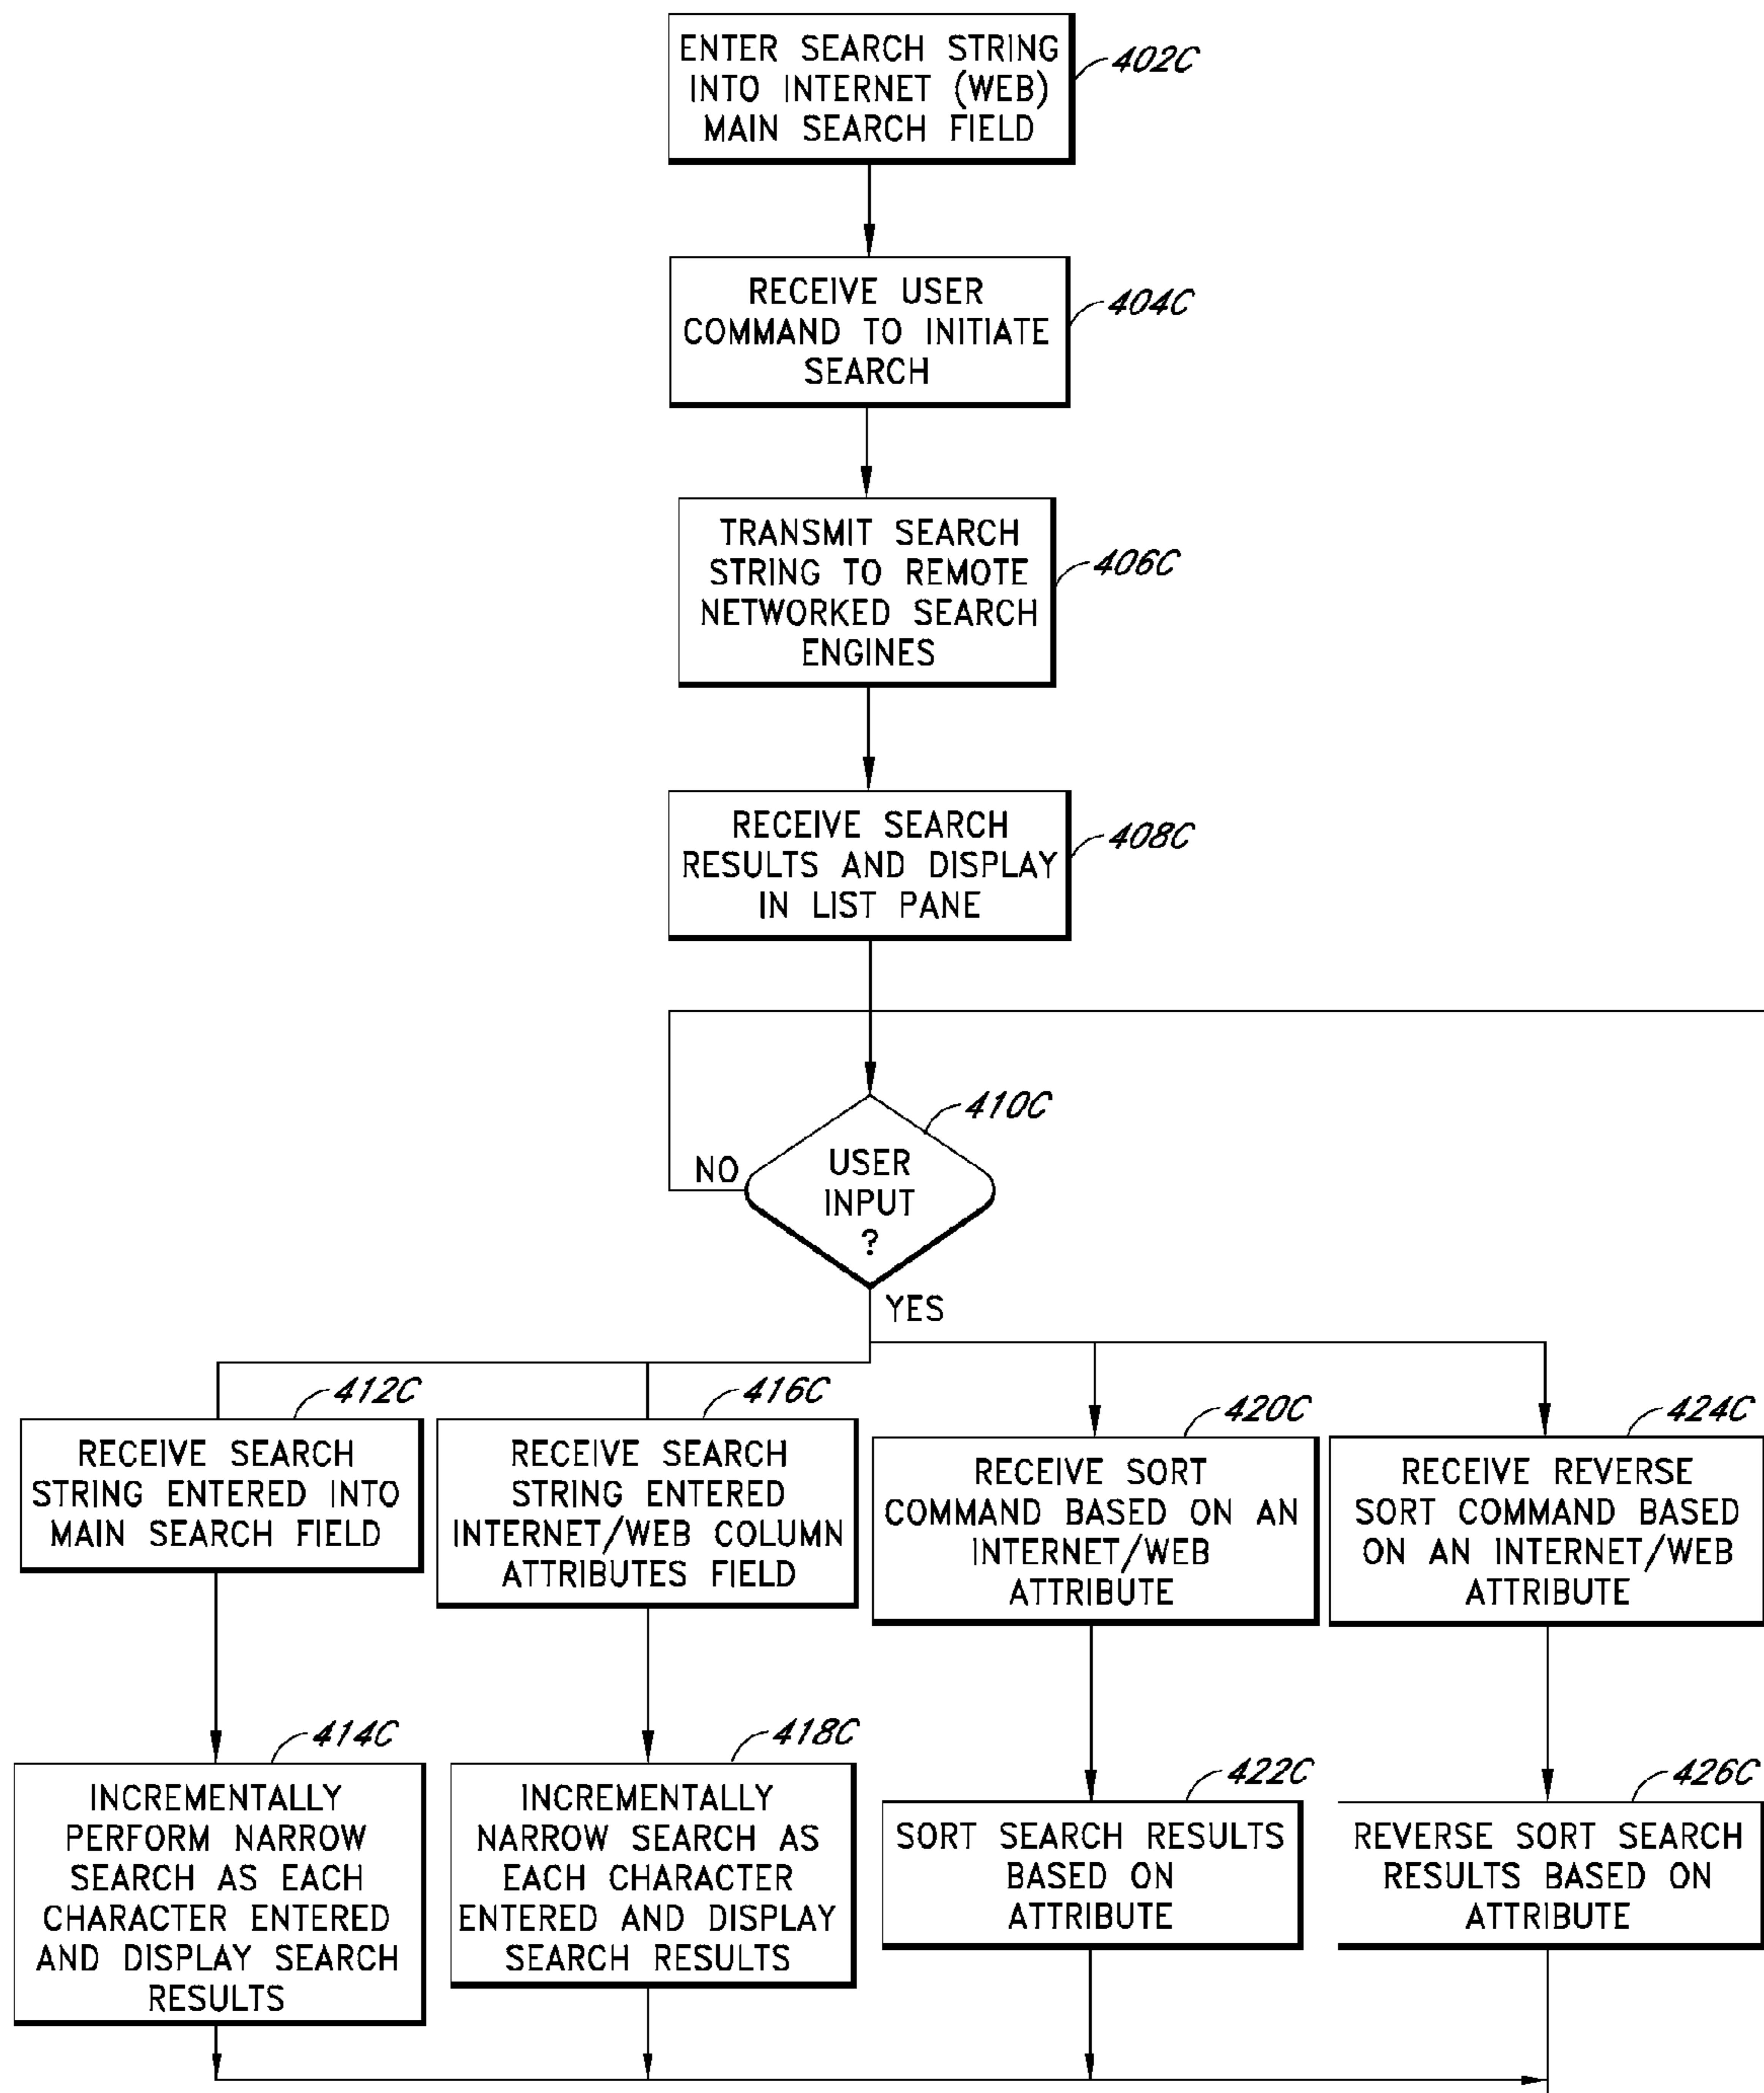 ENTER SEARCH STRING
INTO INTERNET (WEB)
MAIN SEARCH FIELD
402C
RECEIVE USER
COMMAND TO INITIATE
SEARCH
404C
TRANSMIT SEARCH
STRING TO REMOTE
NETWORKED SEARCH
ENGINES
406C
RECEIVE SEARCH
RESULTS AND DISPLAY
IN LIST PANE
408C
410C
USER
INPUT
?
NO
YES
412C
RECEIVE SEARCH
STRING ENTERED INTO
MAIN SEARCH FIELD
416C
RECEIVE SEARCH
STRING ENTERED
INTERNET/WEB COLUMN
ATTRIBUTES FIELD
420C
RECEIVE SORT
COMMAND BASED ON AN
INTERNET/WEB
ATTRIBUTE
424C
RECEIVE REVERSE
SORT COMMAND BASED
ON AN INTERNET/WEB
ATTRIBUTE
414C
INCREMENTALLY
PERFORM NARROW
SEARCH AS EACH
CHARACTER ENTERED
AND DISPLAY SEARCH
RESULTS
418C
INCREMENTALLY
NARROW SEARCH AS
EACH CHARACTER
ENTERED AND DISPLAY
SEARCH RESULTS
422C
SORT SEARCH RESULTS
BASED ON
ATTRIBUTE
426C
REVERSE SORT SEARCH
RESULTS BASED ON
ATTRIBUTE